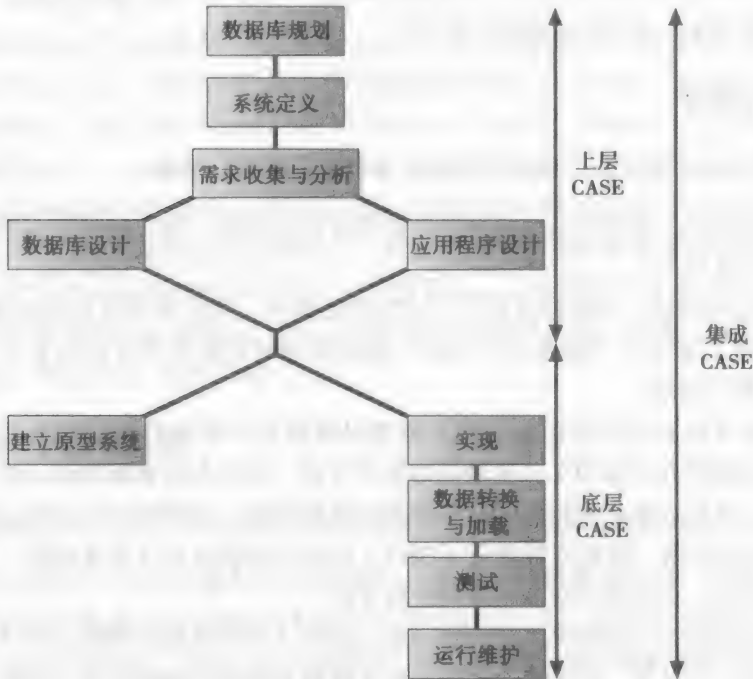 数据库规划
系统定义
需求收集与分析
上层
CASE
数据库设计
应用程序设计
集成
CASE
建立原型系统
实现
数据转换
与加载
底层
CASE
测试
运行维护